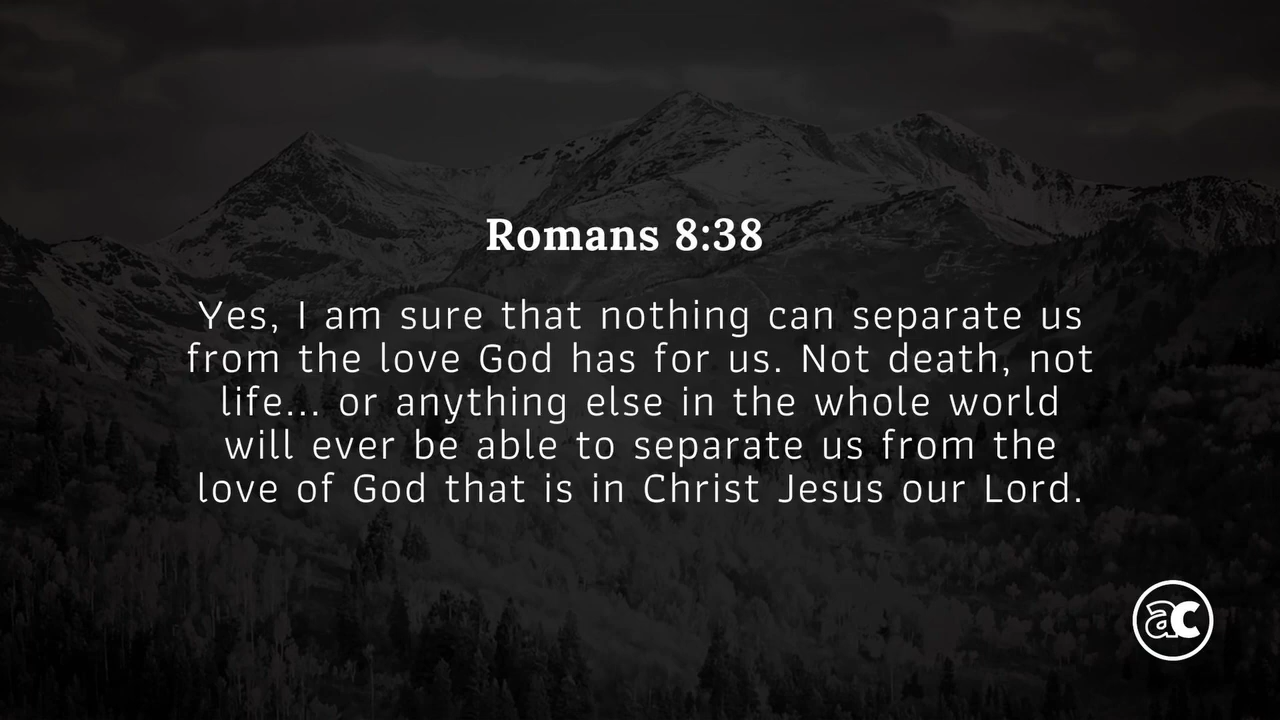 Romans 8:38
Yes, I am sure that nothing can separate us
from the love God has for us. Not death, not
life... or anything else in the whole world
will ever be able to separate us from the
love of God that is in Christ Jesus our Lord.
ac